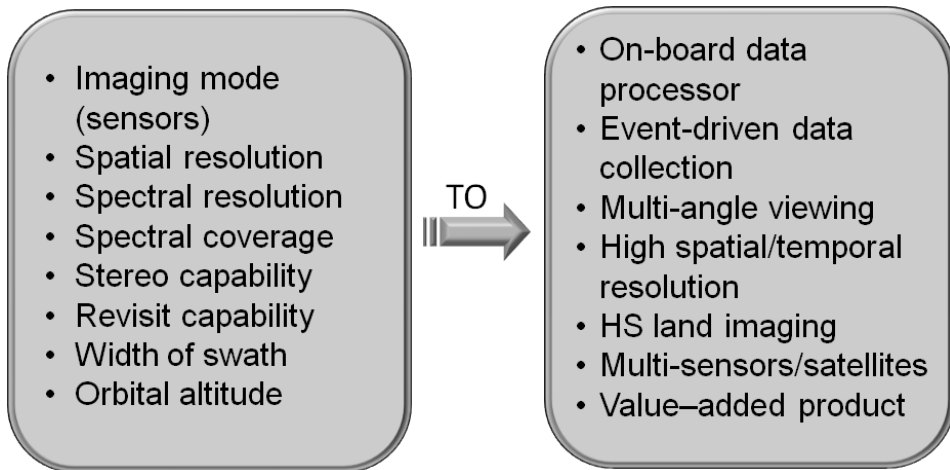 • Imaging mode
(sensors)
• Spatial resolution
• Spectral resolution
• Spectral coverage
• Stereo capability
• Revisit capability
• Width of swath
• Orbital altitude
TO
• On-board data
processor
• Event-driven data
collection
• Multi-angle viewing
• High spatial/temporal
resolution
• HS land imaging
• Multi-sensors/satellites
• Value–added product